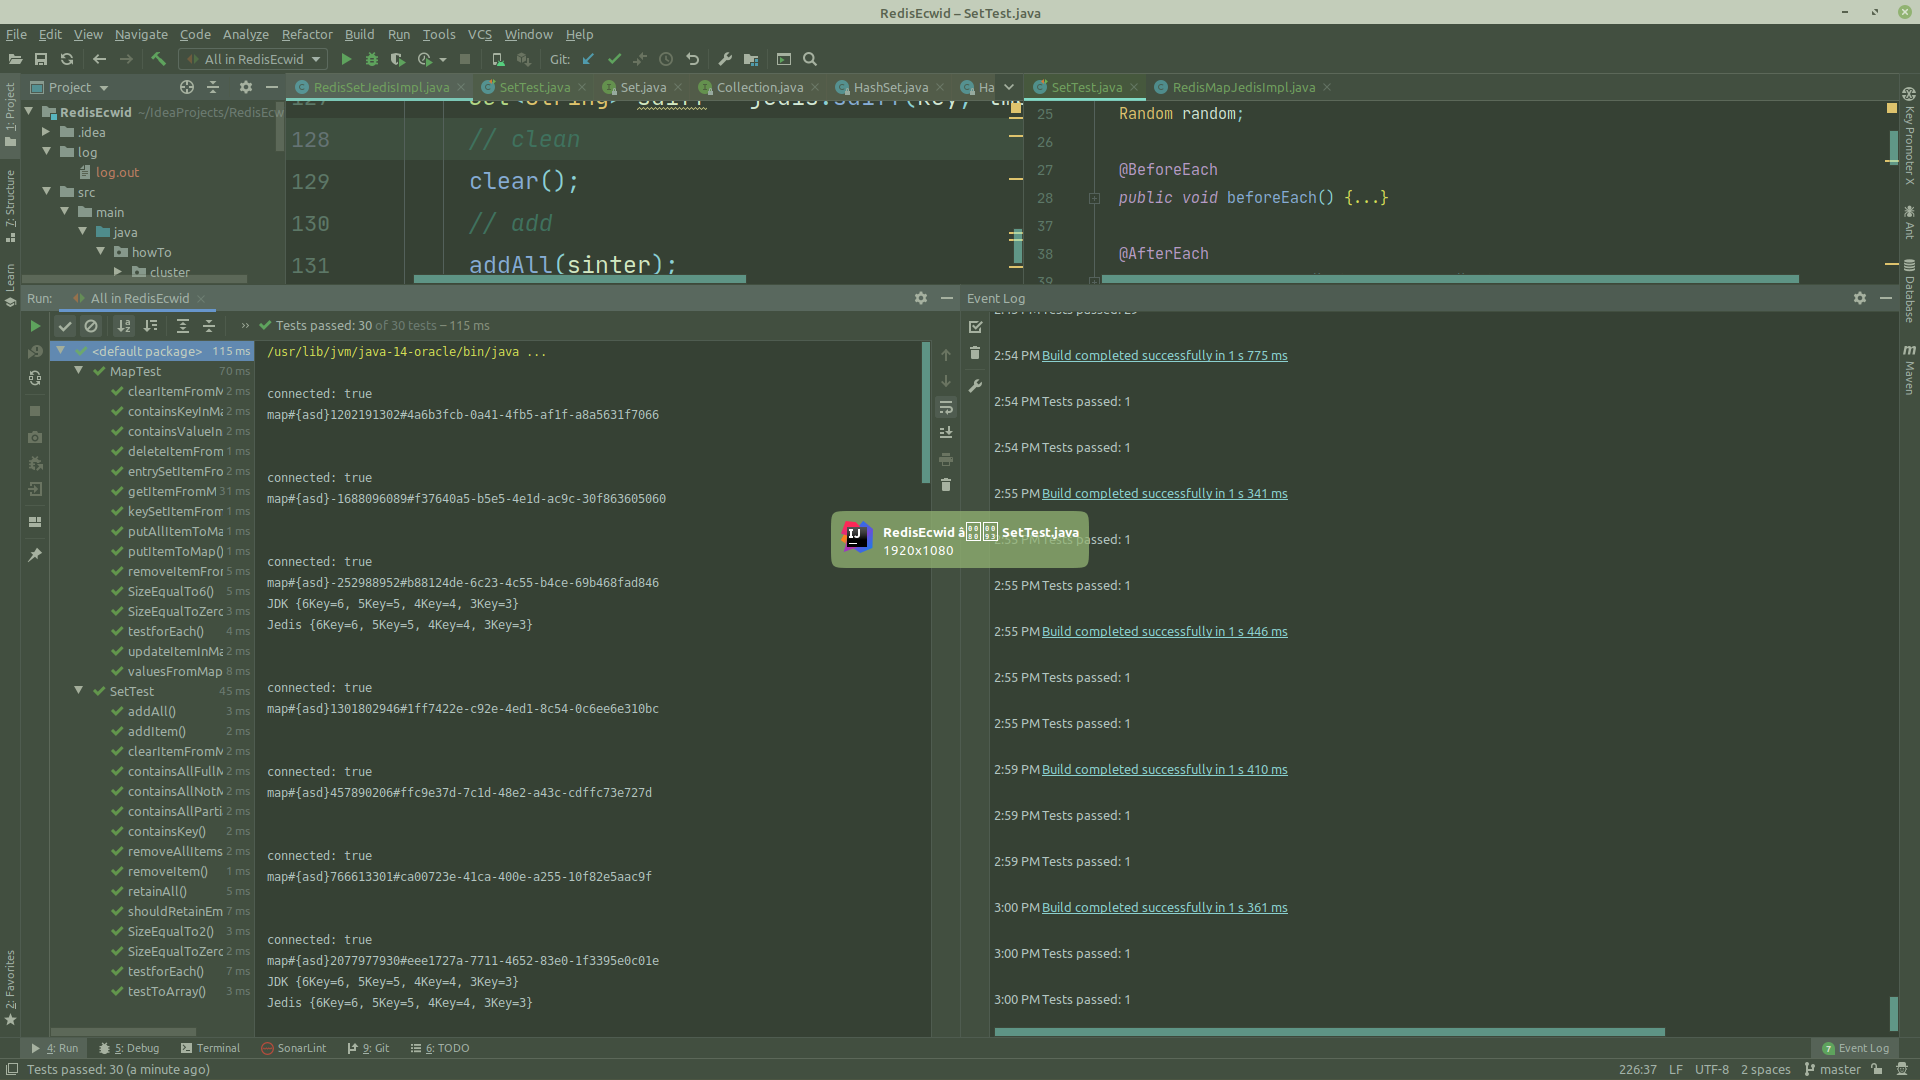 RedisEcwid – SetTest.java
File Edit View Navigate Code Analyze Refactor Build Run Tools VCS Window Help
All in RedisEcwid Git:
Project
RedisSetJedisImpl.java SetTest.java Set.java Collection.java HashSet.java Ha
SetTest.java RedisMapJedisImpl.java
1: Project
7: Structure
Learn
2: Favorites
RedisEcwid ~/IdeaProjects/RedisEcw
.idea
log
log.out
src
main
java
howTo
cluster
128 // clean
129 clear();
130 // add
131 addAll(sinter);
25 Random random;
26
27 @BeforeEach
28 public void beforeEach() {...}
37
38 @AfterEach
39
Key Promoter X
Ant
Database
Maven
Run: All in RedisEcwid
Tests passed: 30 of 30 tests – 115 ms
<default package> 115 ms
MapTest 70 ms
clearItemFromM 2 ms
containsKeyInMa 2 ms
containsValueIn 2 ms
deleteItemFrom 1 ms
entrySetItemFro 2 ms
getItemFromM 31 ms
keySetItemFrom 1 ms
putAllItemToMa 1 ms
putItemToMap() 1 ms
removeItemFror 5 ms
SizeEqualTo6() 5 ms
SizeEqualToZerc 3 ms
testforEach() 4 ms
updateItemInMa 2 ms
valuesFromMap 8 ms
SetTest 45 ms
addAll() 3 ms
addItem() 2 ms
clearItemFromM 2 ms
containsAllFullM 2 ms
containsAllNotM 2 ms
containsAllParti 2 ms
containsKey() 2 ms
removeAllItems 2 ms
removeItem() 1 ms
retainAll() 5 ms
shouldRetainEm 7 ms
SizeEqualTo2() 3 ms
SizeEqualToZerc 2 ms
testforEach() 7 ms
testToArray() 3 ms
/usr/lib/jvm/java-14-oracle/bin/java ...
connected: true
map#{asd}1202191302#4a6b3fcb-0a41-4fb5-af1f-a8a5631f7066
connected: true
map#{asd}-1688096089#f37640a5-b5e5-4e1d-ac9c-30f863605060
connected: true
map#{asd}-252988952#b88124de-6c23-4c55-b4ce-69b468fad846
JDK {6Key=6, 5Key=5, 4Key=4, 3Key=3}
Jedis {6Key=6, 5Key=5, 4Key=4, 3Key=3}
connected: true
map#{asd}1301802946#1ff7422e-c92e-4ed1-8c54-0c6ee6e310bc
connected: true
map#{asd}457890206#ffc9e37d-7c1d-48e2-a43c-cdffc73e727d
connected: true
map#{asd}766613301#ca00723e-41ca-400e-a255-10f82e5aac9f
connected: true
map#{asd}2077977930#eee1727a-7711-4652-83e0-1f3395e0c01e
JDK {6Key=6, 5Key=5, 4Key=4, 3Key=3}
Jedis {6Key=6, 5Key=5, 4Key=4, 3Key=3}
Event Log
2:54 PM Build completed successfully in 1 s 775 ms
2:54 PM Tests passed: 1
2:54 PM Tests passed: 1
2:55 PM Build completed successfully in 1 s 341 ms
2:55 PM Tests passed: 1
2:55 PM Tests passed: 1
2:55 PM Build completed successfully in 1 s 446 ms
2:55 PM Tests passed: 1
2:55 PM Tests passed: 1
2:59 PM Build completed successfully in 1 s 410 ms
2:59 PM Tests passed: 1
2:59 PM Tests passed: 1
3:00 PM Build completed successfully in 1 s 361 ms
3:00 PM Tests passed: 1
3:00 PM Tests passed: 1
IJ
RedisEcwid â SetTest.java
1920x1080
4: Run 5: Debug Terminal SonarLint 9: Git 6: TODO
7 Event Log
Tests passed: 30 (a minute ago)
226:37 LF UTF-8 2 spaces master